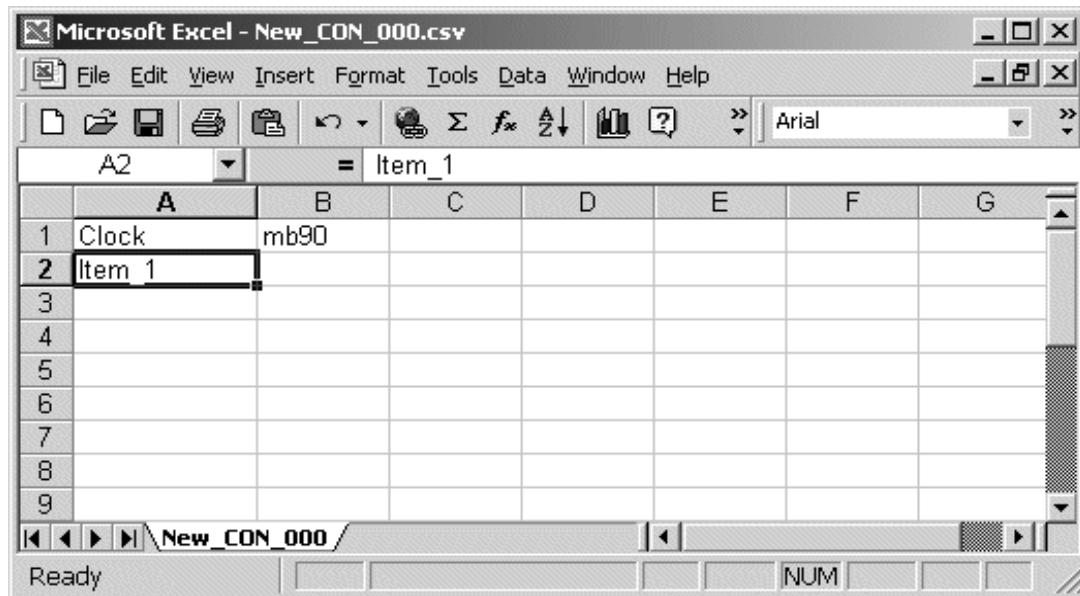 Microsoft Excel - New_CON_000.csv
File Edit View Insert Format Tools Data Window Help
Σ fx A Z ? » Arial »
A2 = Item_1
A B C D E F G
1 Clock mb90
2 Item_1
3
4
5
6
7
8
9
New_CON_000
Ready NUM